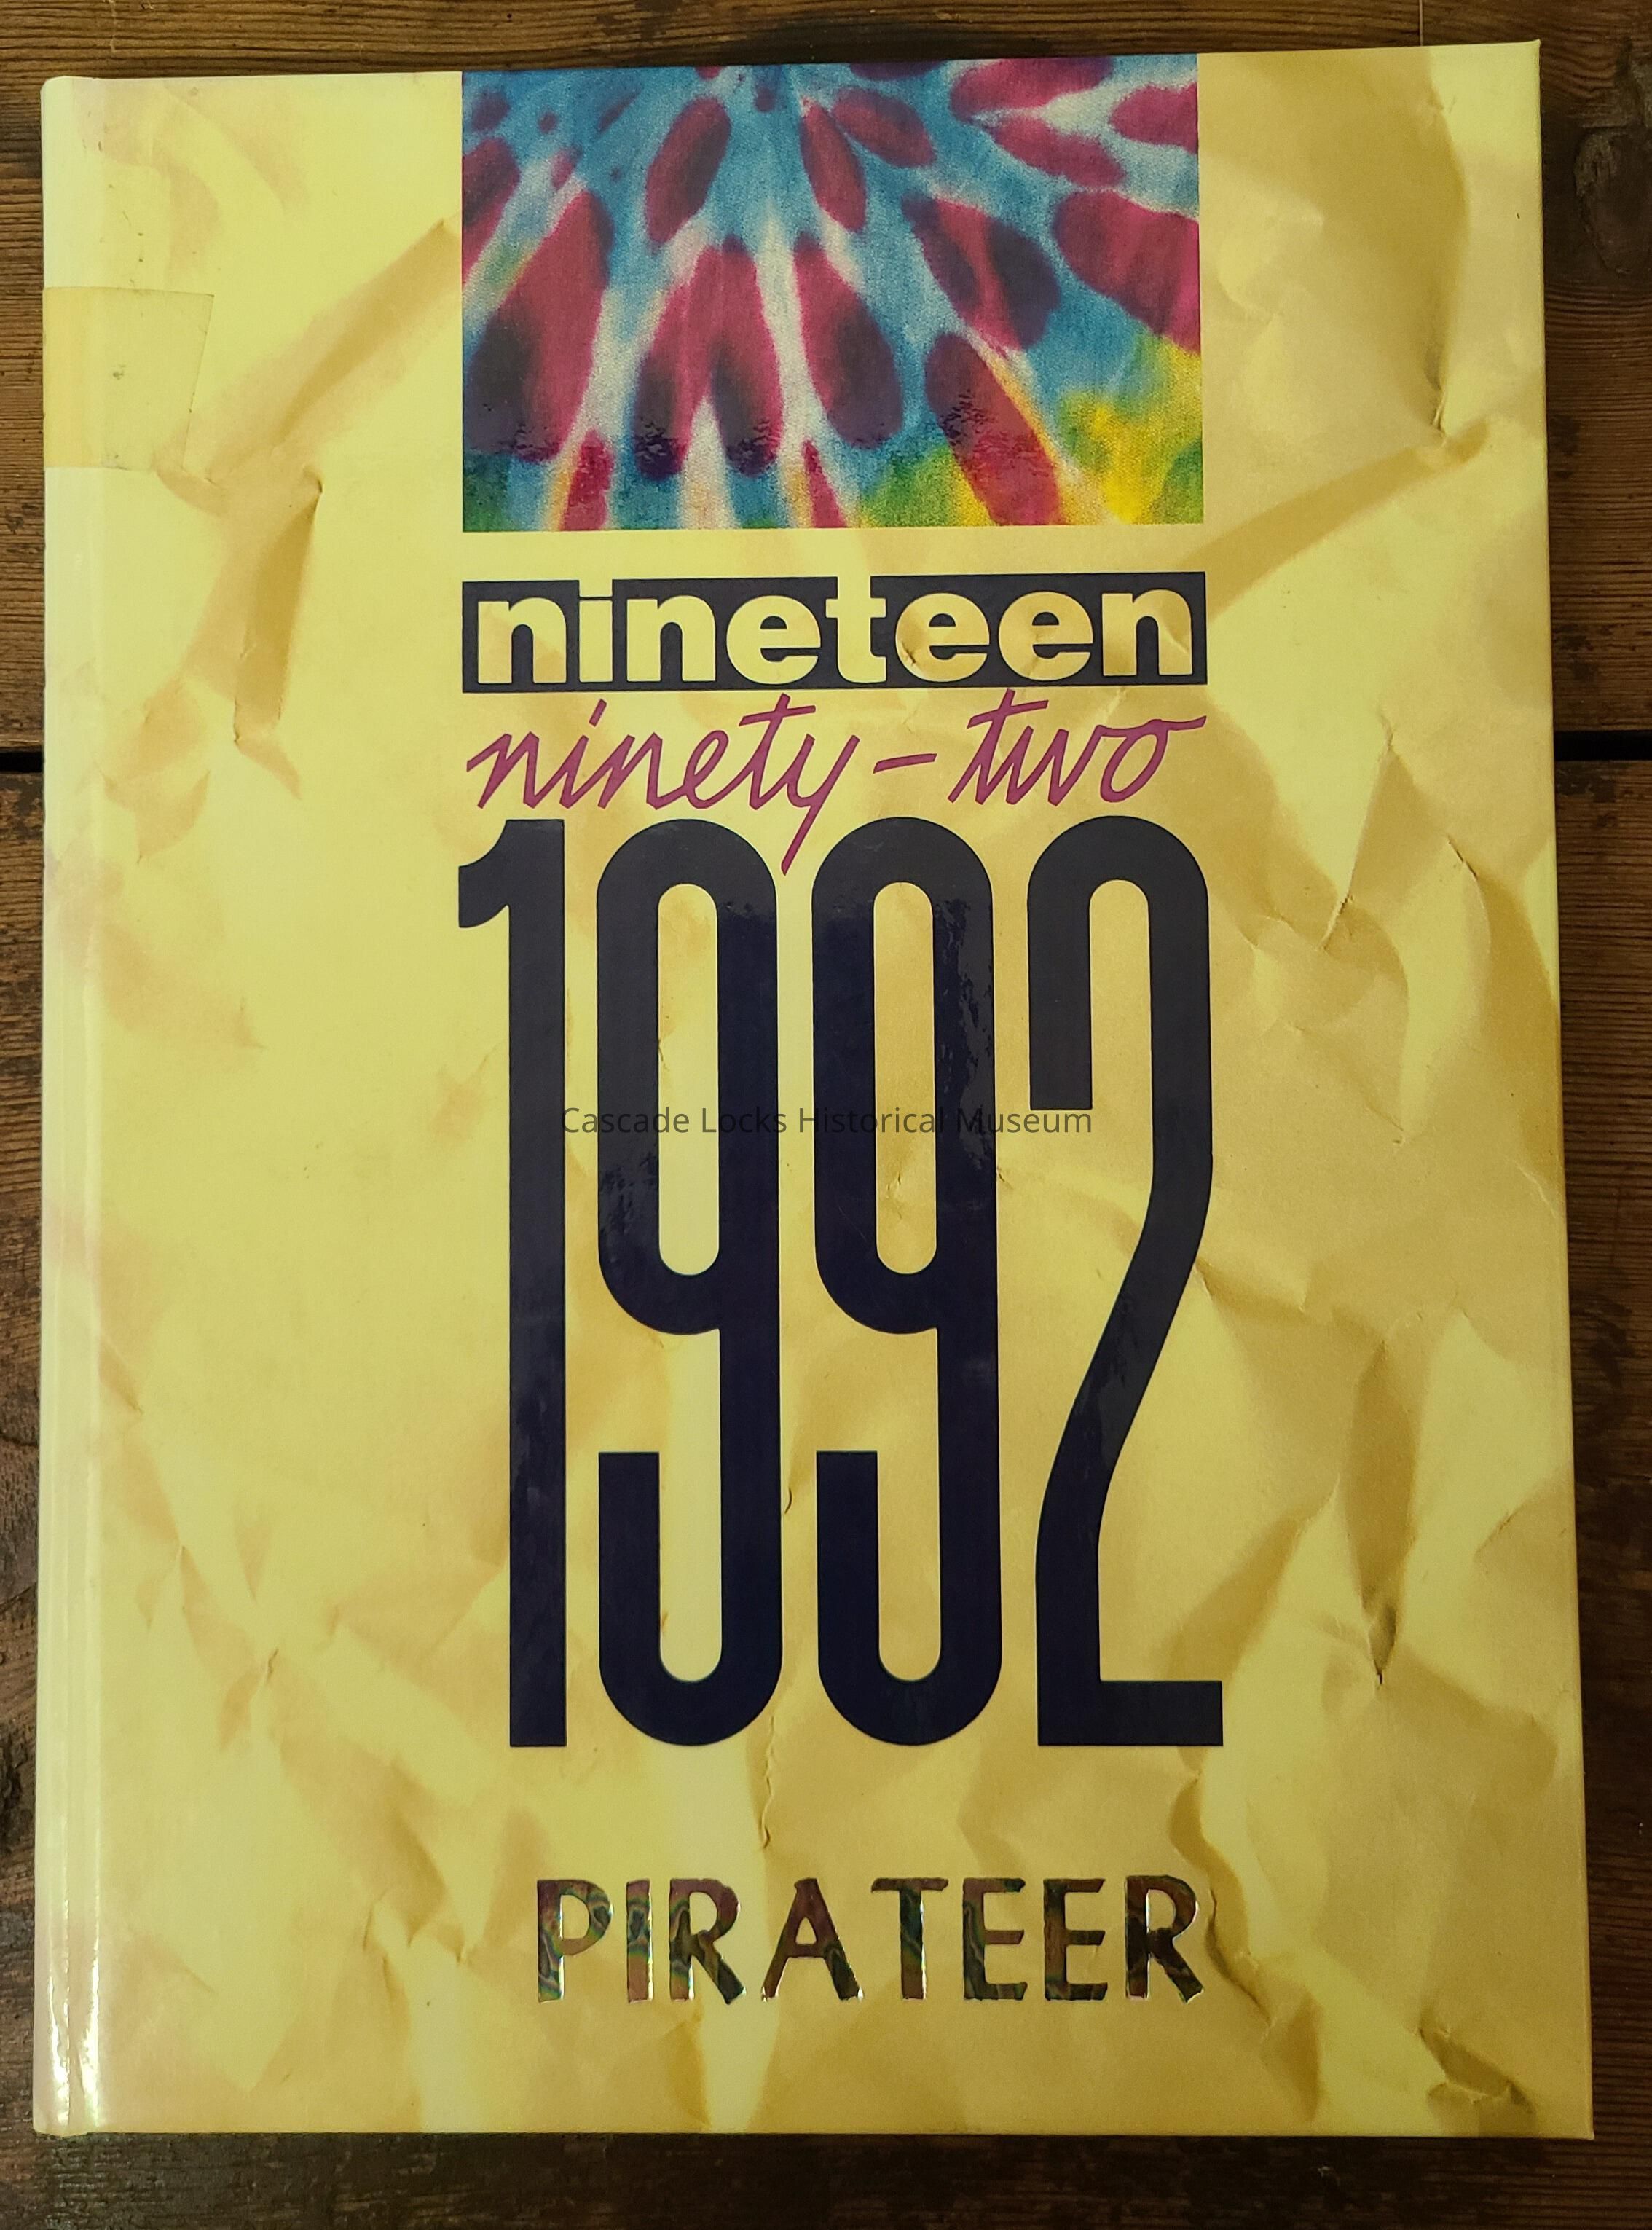 nineteen
ninety-two
1992
Cascade Locks Historical Museum
PIRATEER